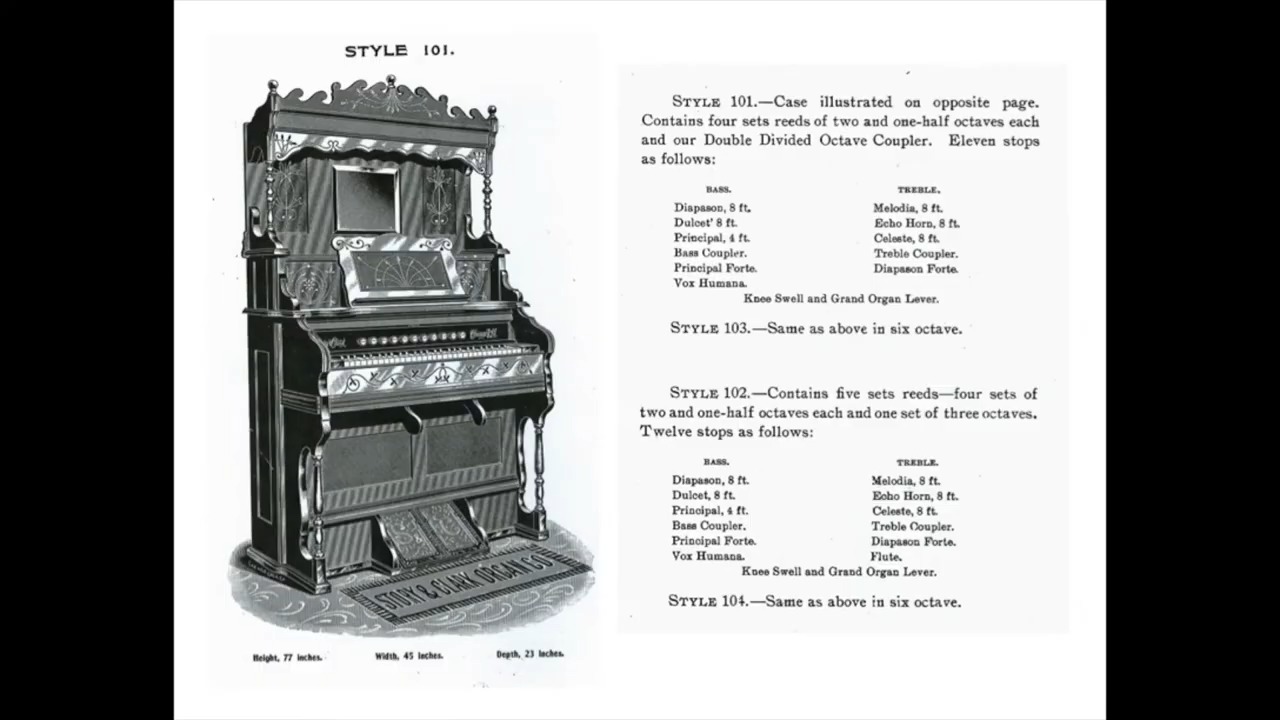 STYLE 101.
STORY & CLARK ORGAN CO
Height, 77 inches.
Width, 45 inches.
Depth, 23 inches.
STYLE 101.—Case illustrated on opposite page.
Contains four sets reeds of two and one-half octaves each
and our Double Divided Octave Coupler. Eleven stops
as follows:
BASS. TREBLE.
Diapason, 8 ft. Melodia, 8 ft.
Dulcet' 8 ft. Echo Horn, 8 ft.
Principal, 4 ft. Celeste, 8 ft.
Bass Coupler. Treble Coupler.
Principal Forte. Diapason Forte.
Vox Humana.
Knee Swell and Grand Organ Lever.
STYLE 103.—Same as above in six octave.
STYLE 102.—Contains five sets reeds—four sets of
two and one-half octaves each and one set of three octaves.
Twelve stops as follows:
BASS. TREBLE.
Diapason, 8 ft. Melodia, 8 ft.
Dulcet, 8 ft. Echo Horn, 8 ft.
Principal, 4 ft. Celeste, 8 ft.
Bass Coupler. Treble Coupler.
Principal Forte. Diapason Forte.
Vox Humana. Flute.
Knee Swell and Grand Organ Lever.
STYLE 104.—Same as above in six octave.